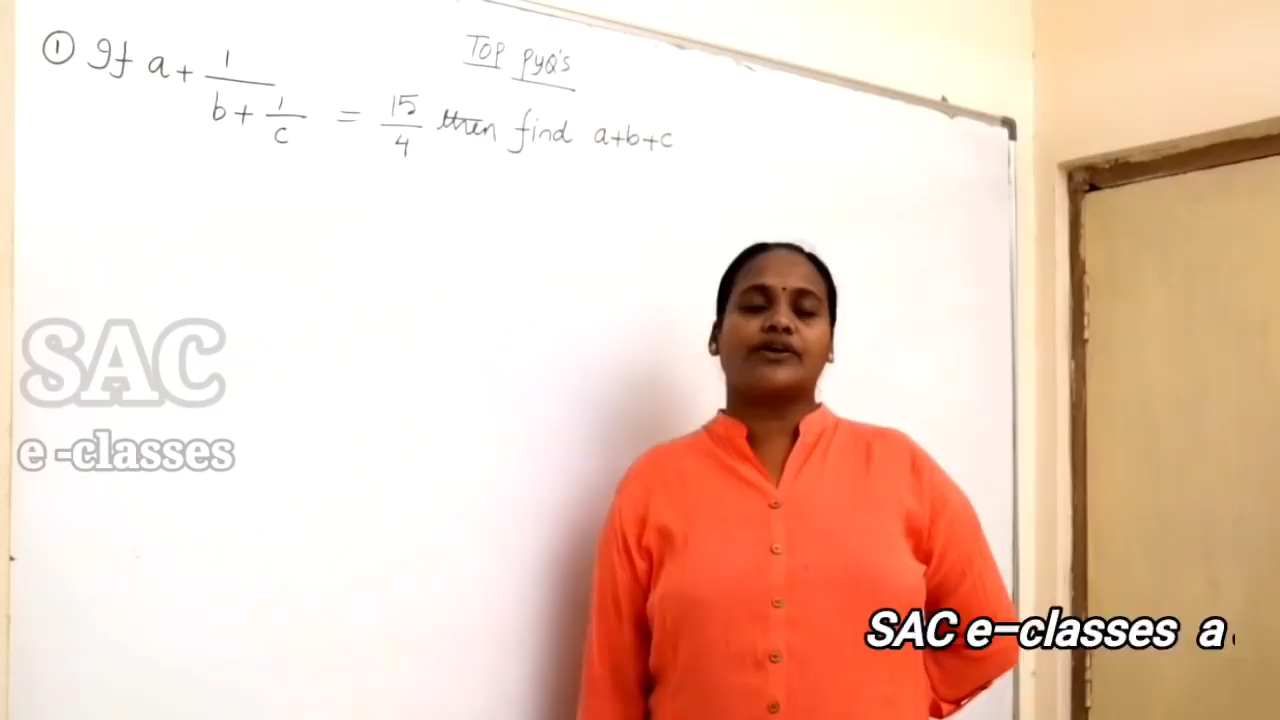 TOP PYQ's
① If a + 1/(b + 1/c) = 15/4 then find a+b+c
SAC
e-classes
SAC e-classes a